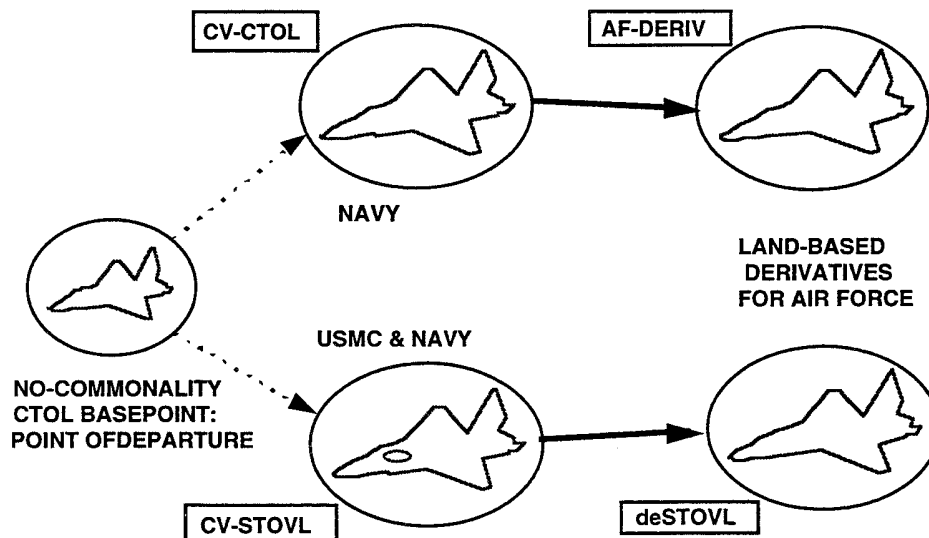 CV-CTOL
AF-DERIV
NAVY
LAND-BASED
DERIVATIVES
FOR AIR FORCE
USMC & NAVY
NO-COMMONALITY
CTOL BASEPOINT:
POINT OFDEPARTURE
CV-STOVL
deSTOVL